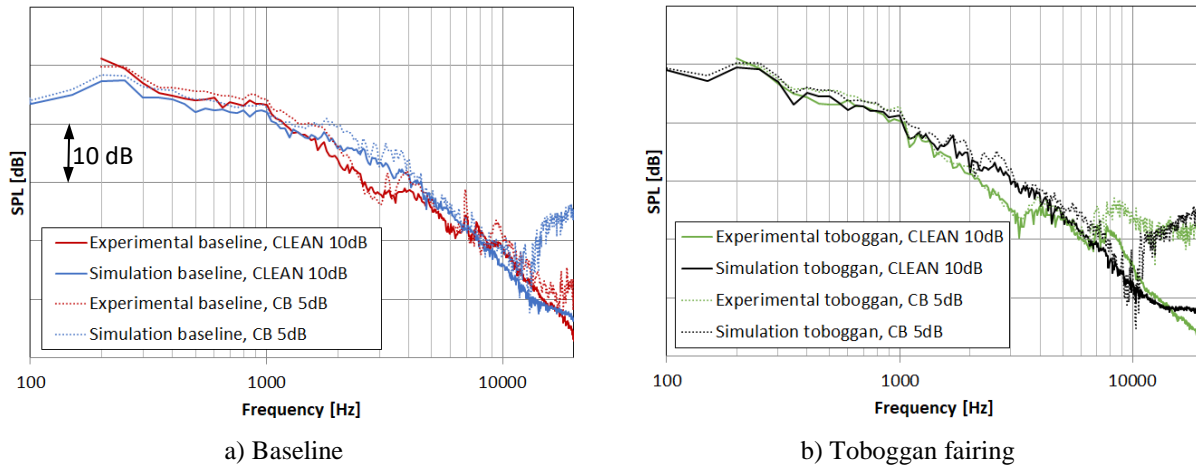 SPL [dB]
10 dB
Experimental baseline, CLEAN 10dB
Simulation baseline, CLEAN 10dB
Experimental baseline, CB 5dB
Simulation baseline, CB 5dB
100 1000 10000
Frequency [Hz]
a) Baseline
SPL [dB]
Experimental toboggan, CLEAN 10dB
Simulation toboggan, CLEAN 10dB
Experimental toboggan, CB 5dB
Simulation toboggan, CB 5dB
100 1000 10000
Frequency [Hz]
b) Toboggan fairing